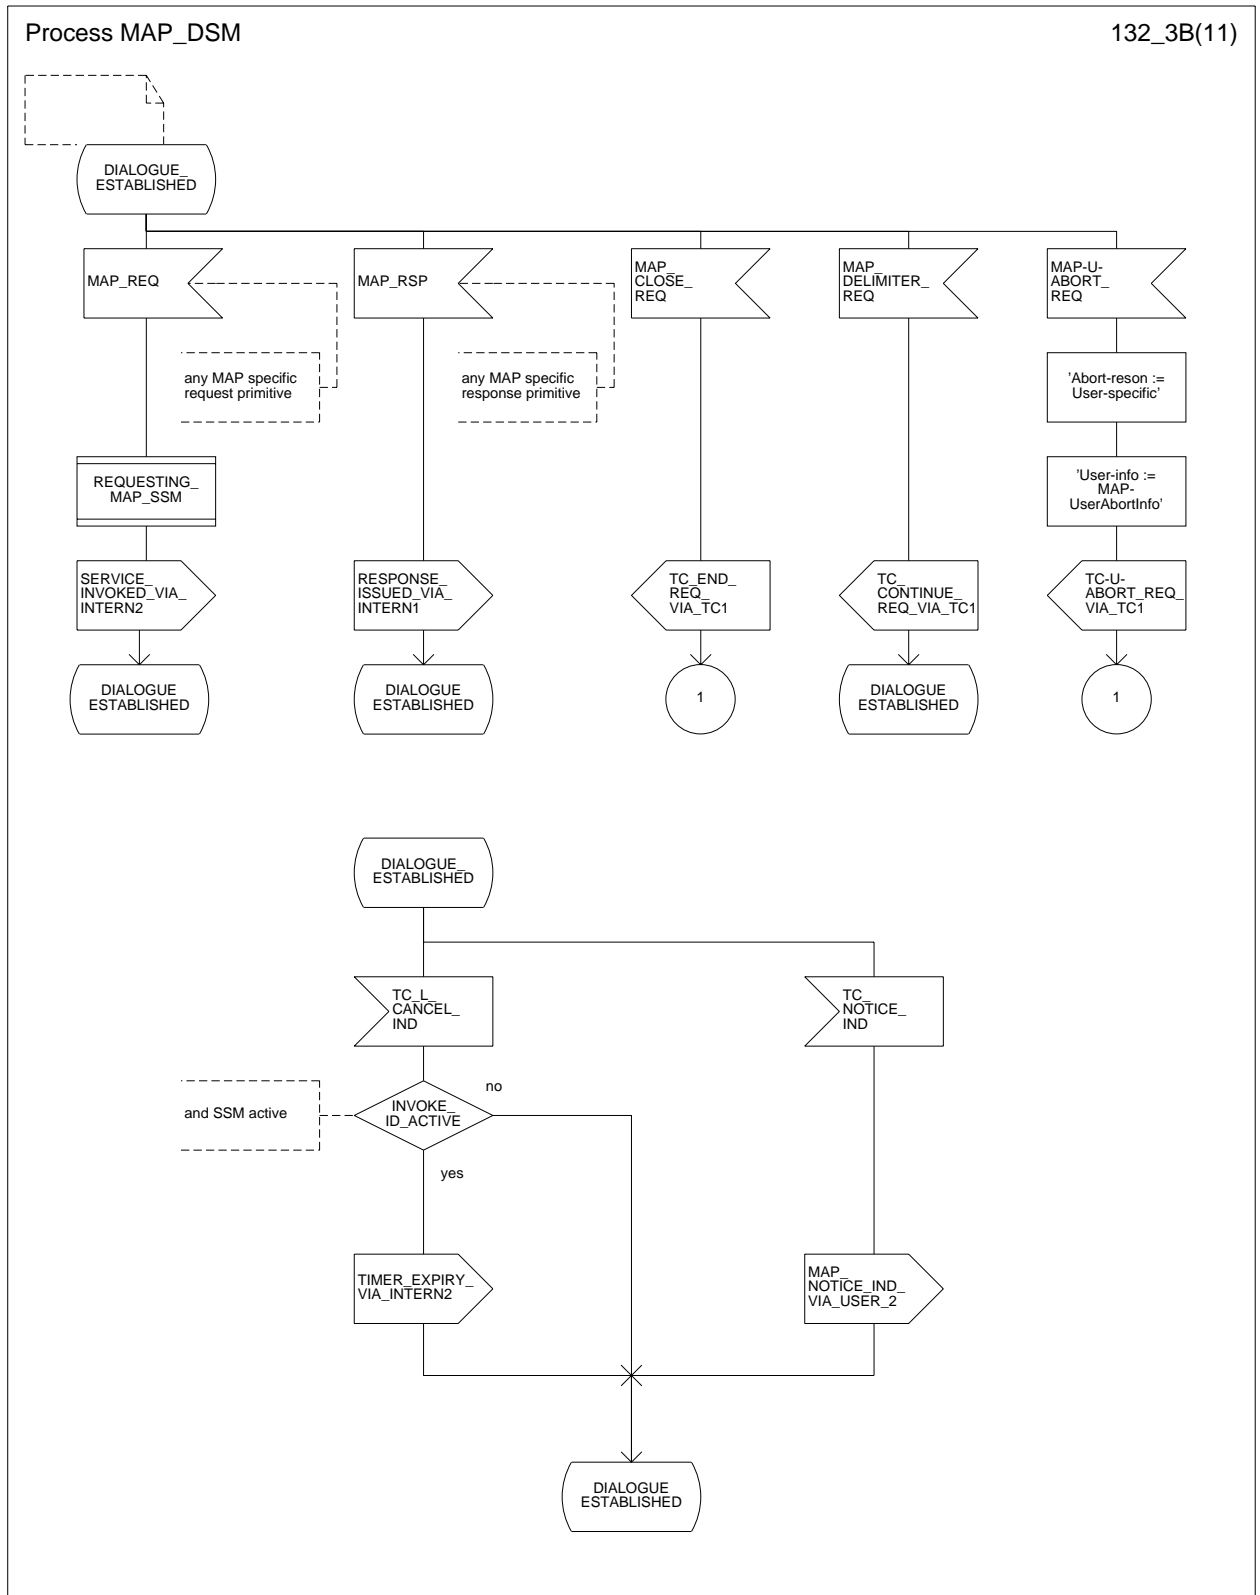 Process MAP_DSM
132_3B(11)
DIALOGUE_
ESTABLISHED
MAP_REQ
MAP_RSP
MAP_
CLOSE_
REQ
MAP_
DELIMITER_
REQ
MAP-U-
ABORT_
REQ
any MAP specific
request primitive
any MAP specific
response primitive
'Abort-reson :=
User-specific'
REQUESTING_
MAP_SSM
'User-info :=
MAP-
UserAbortInfo'
SERVICE_
INVOKED_VIA_
INTERN2
RESPONSE_
ISSUED_VIA_
INTERN1
TC_END_
REQ_
VIA_TC1
TC_
CONTINUE_
REQ_VIA_TC1
TC-U-
ABORT_REQ_
VIA_TC1
DIALOGUE
ESTABLISHED
DIALOGUE
ESTABLISHED
1
DIALOGUE
ESTABLISHED
1
DIALOGUE_
ESTABLISHED
TC_L_
CANCEL_
IND
TC_
NOTICE_
IND
and SSM active
INVOKE_
ID_ACTIVE
no
yes
TIMER_EXPIRY_
VIA_INTERN2
MAP_
NOTICE_IND_
VIA_USER_2
DIALOGUE
ESTABLISHED